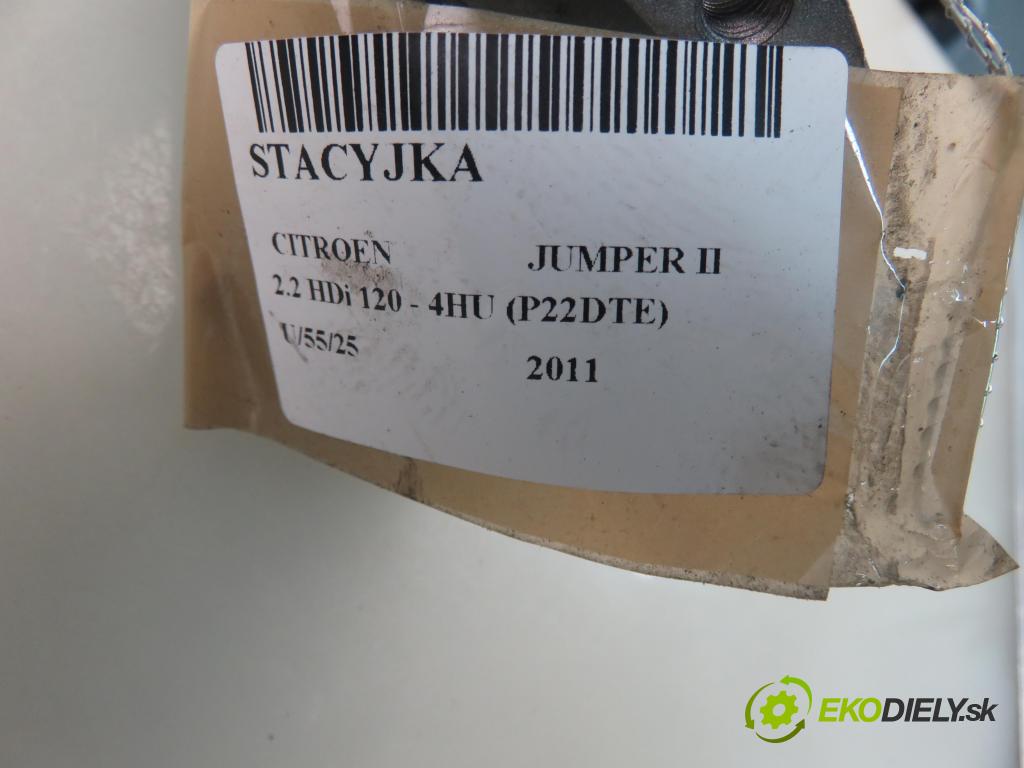 STACYJKA
CITROEN JUMPER II
2.2 HDi 120 - 4HU (P22DTE)
U/55/25 2011
EKODIELY.sk